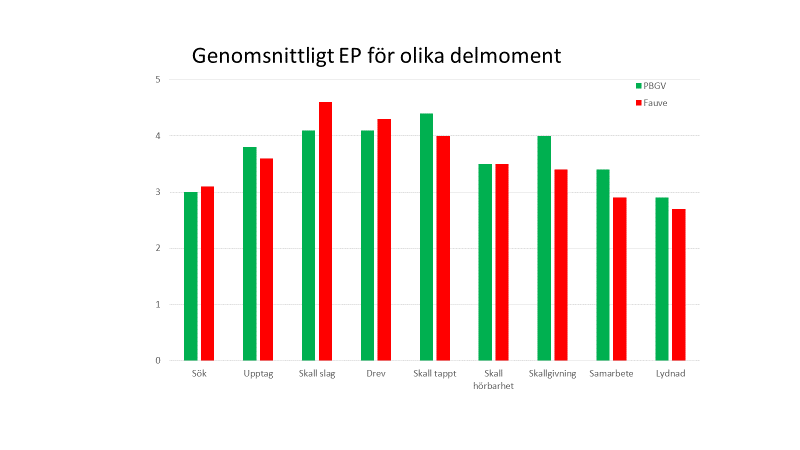 Genomsnittligt EP för olika delmoment
5
PBGV
Fauve
4
3
2
1
0
Sök Upptag Skall slag Drev Skall tappt Skall Skallgivning Samarbete Lydnad
hörbarhet